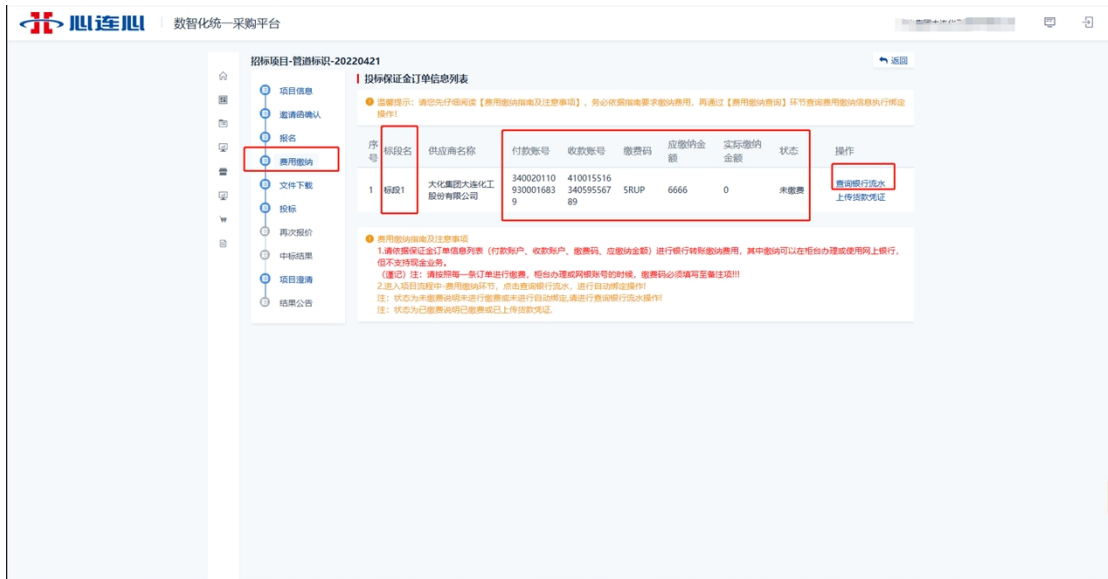 心连心 数智化统一采购平台
招标项目-管道标识-20220421
返回
项目信息
邀请函确认
报名
费用缴纳
文件下载
投标
再次报价
中标结果
项目澄清
结果公告
投标保证金订单信息列表
温馨提示:请您先仔细阅读【费用缴纳指南及注意事项】,务必依据指南要求缴纳费用,再通过【费用缴纳查询】环节查询费用缴纳信息执行绑定
操作!
序号 标段名 供应商名称 付款账号 收款账号 缴费码 应缴纳金额 实际缴纳金额 状态 操作
1 标段1 大化集团大连化工股份有限公司 3400201109300016839 41001551634059556789 5RUP 6666 0 未缴费 查询银行流水
上传货款凭证
费用缴纳指南及注意事项
1.请依据保证金订单信息列表(付款账户、收款账户、缴费码、应缴纳金额)进行银行转账缴纳费用,其中缴纳可以在柜台办理或使用网上银行,
但不支持现金业务。
(谨记)注:请按照每一条订单进行缴费,柜台办理或网银账号的时候,缴费码必须填写至备注项!!!
2.进入项目流程中-费用缴纳环节,点击查询银行流水、进行自动绑定操作!
注:状态为未缴费说明未进行缴费或未进行自动绑定,请进行查询银行流水操作!
注:状态为已缴费说明已缴费或已上传货款凭证.